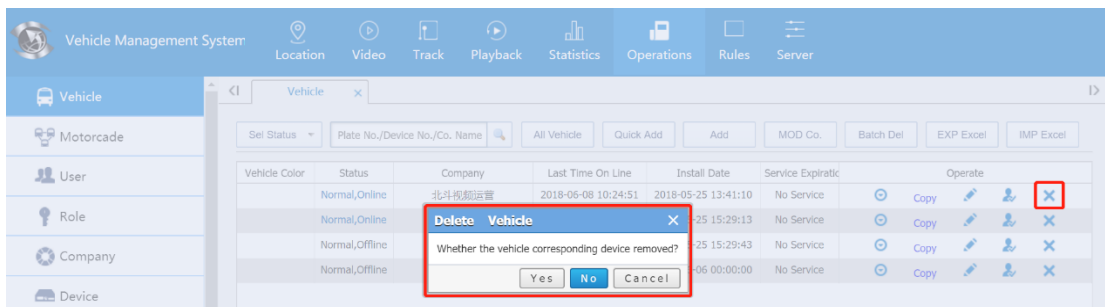 Vehicle Management System
Location Video Track Playback Statistics Operations Rules Server
Vehicle
Motorcade
User
Role
Company
Device
Vehicle
Sel Status Plate No./Device No./Co. Name All Vehicle Quick Add Add MOD Co. Batch Del EXP Excel IMP Excel
Vehicle Color Status Company Last Time On Line Install Date Service Expiratio Operate
Normal,Online 北斗视频运营 2018-06-08 10:24:51 2018-05-25 13:41:10 No Service Copy
Normal,Online -25 15:29:13 No Service Copy
Normal,Offline -25 15:29:43 No Service Copy
Normal,Offline -06 00:00:00 No Service Copy
Delete Vehicle
Whether the vehicle corresponding device removed?
Yes No Cancel